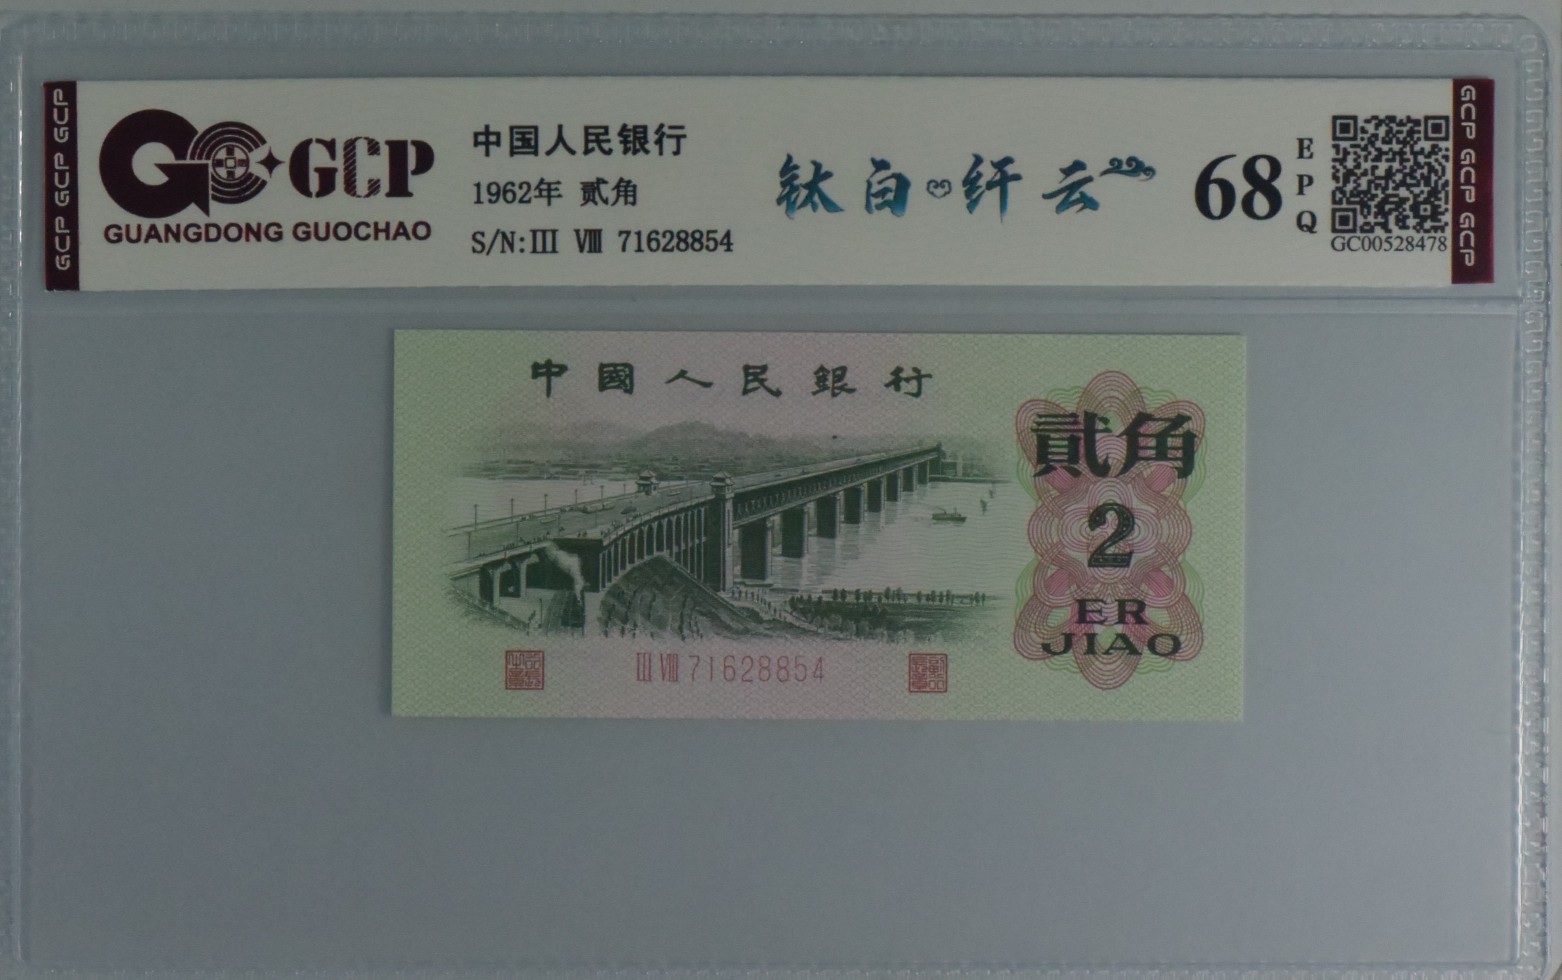 GCP GCP GCP
GCP
GUANGDONG GUOCHAO
中国人民银行
1962年 贰角
S/N:III VIII 71628854
钛白纤云
68
EPQ
GC00528478
GCP GCP GCP
中國人民銀行
貳角
2
ER
JIAO
III VIII 71628854